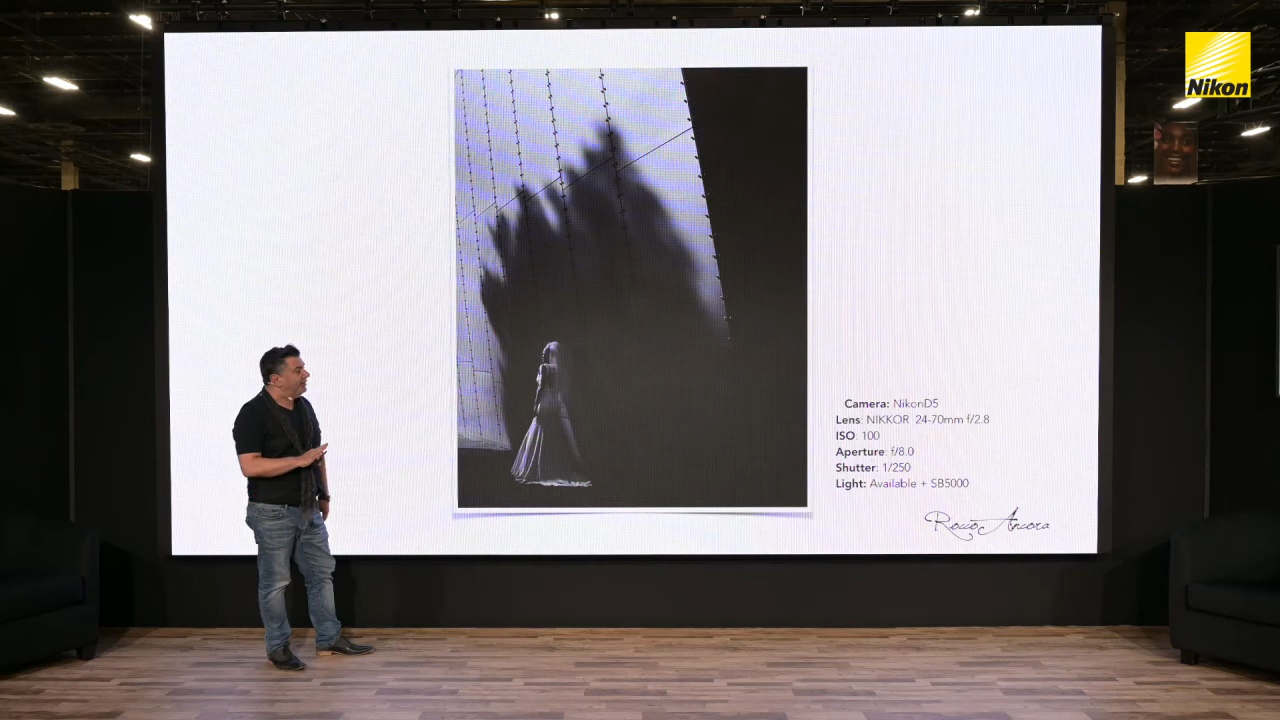 Nikon
Camera: NikonD5
Lens: NIKKOR 24-70mm f/2.8
ISO: 100
Aperture: f/8.0
Shutter: 1/250
Light: Available + SB5000
Rocco Ancora